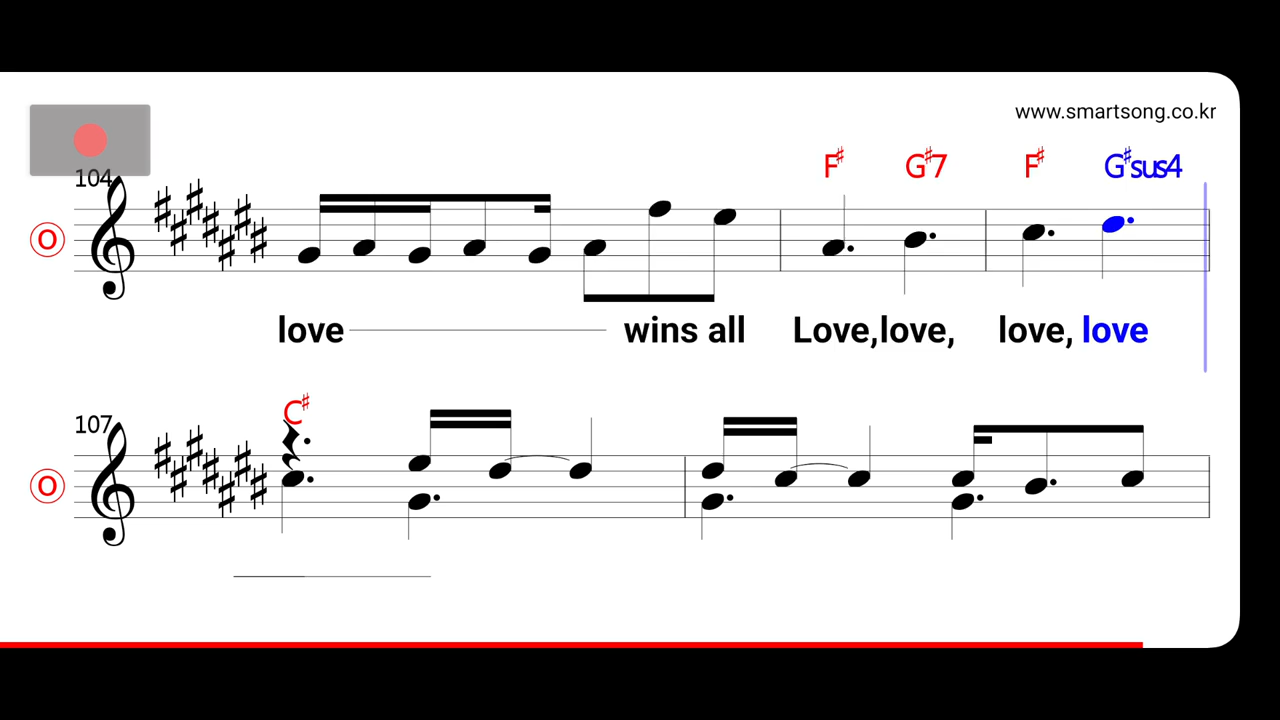 www.smartsong.co.kr
F♯ G♯7 F♯ G♯sus4
104
O
love wins all Love,love, love, love
C♯
107
O